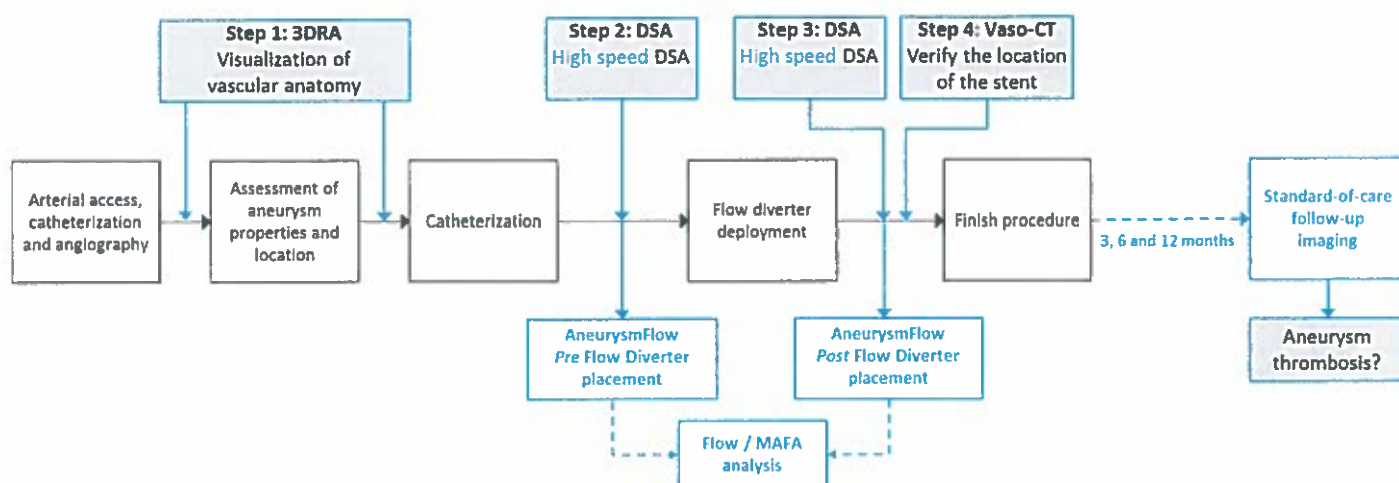 Step 1: 3DRA
Visualization of
vascular anatomy
Step 2: DSA
High speed DSA
Step 3: DSA
High speed DSA
Step 4: Vaso-CT
Verify the location
of the stent
Arterial access,
catheterization
and angiography
Assessment of
aneurysm
properties and
location
Catheterization
Flow diverter
deployment
Finish procedure
3, 6 and 12 months
Standard-of-care
follow-up
imaging
AneurysmFlow
Pre Flow Diverter
placement
AneurysmFlow
Post Flow Diverter
placement
Aneurysm
thrombosis?
Flow / MAFA
analysis